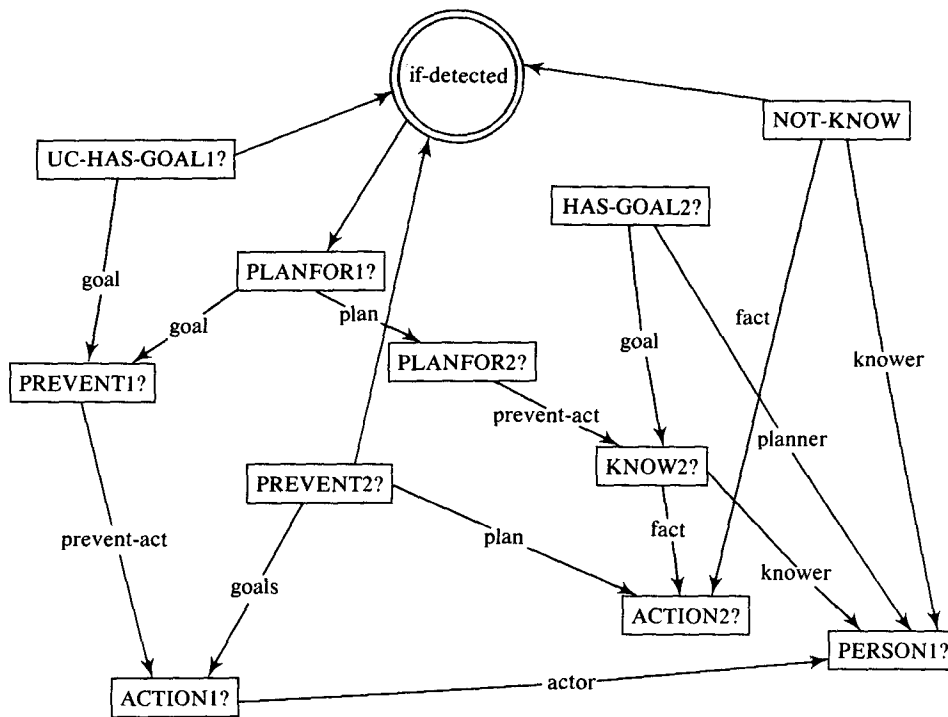 if-detected
NOT-KNOW
UC-HAS-GOAL1?
HAS-GOAL2?
PLANFOR1?
goal
goal
plan
fact
goal
PLANFOR2?
knower
PREVENT1?
prevent-act
planner
KNOW2?
PREVENT2?
prevent-act
plan
fact
knower
goals
ACTION2?
PERSON1?
actor
ACTION1?